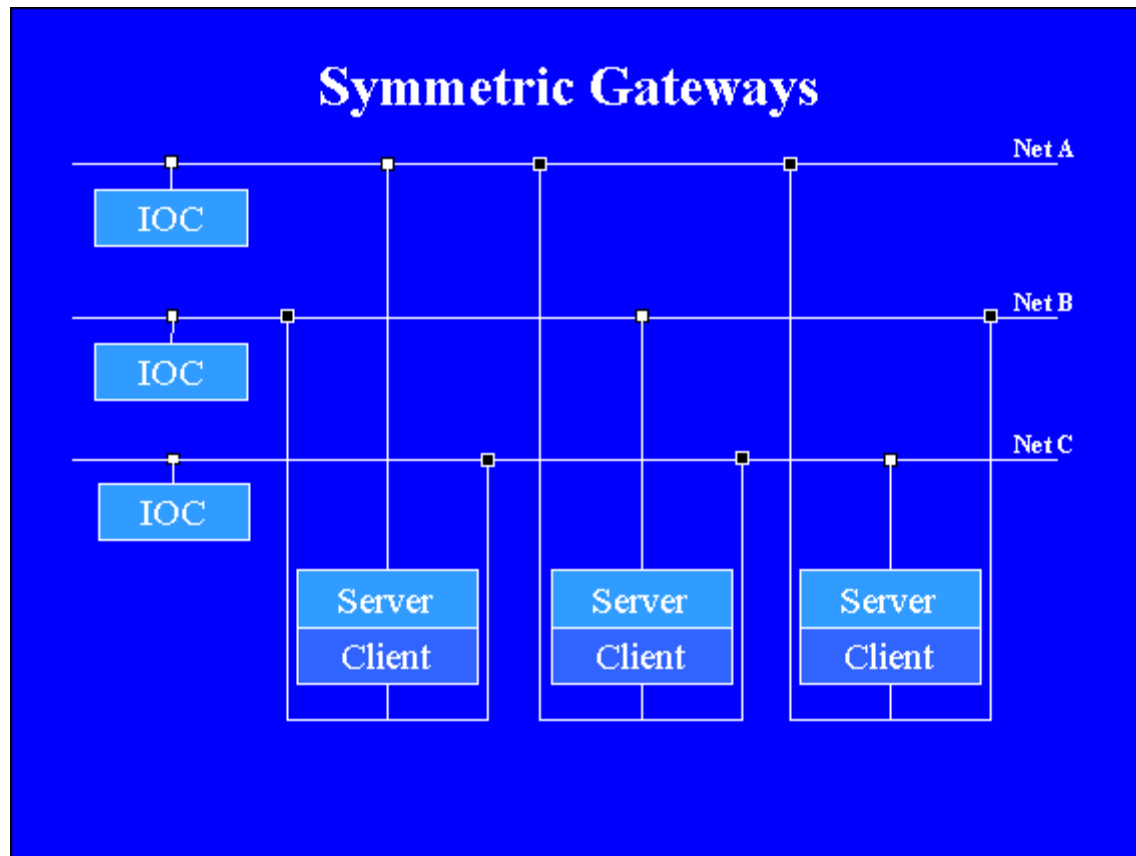 Symmetric Gateways
Net A
IOC
Net B
IOC
Net C
IOC
Server Server Server
Client Client Client